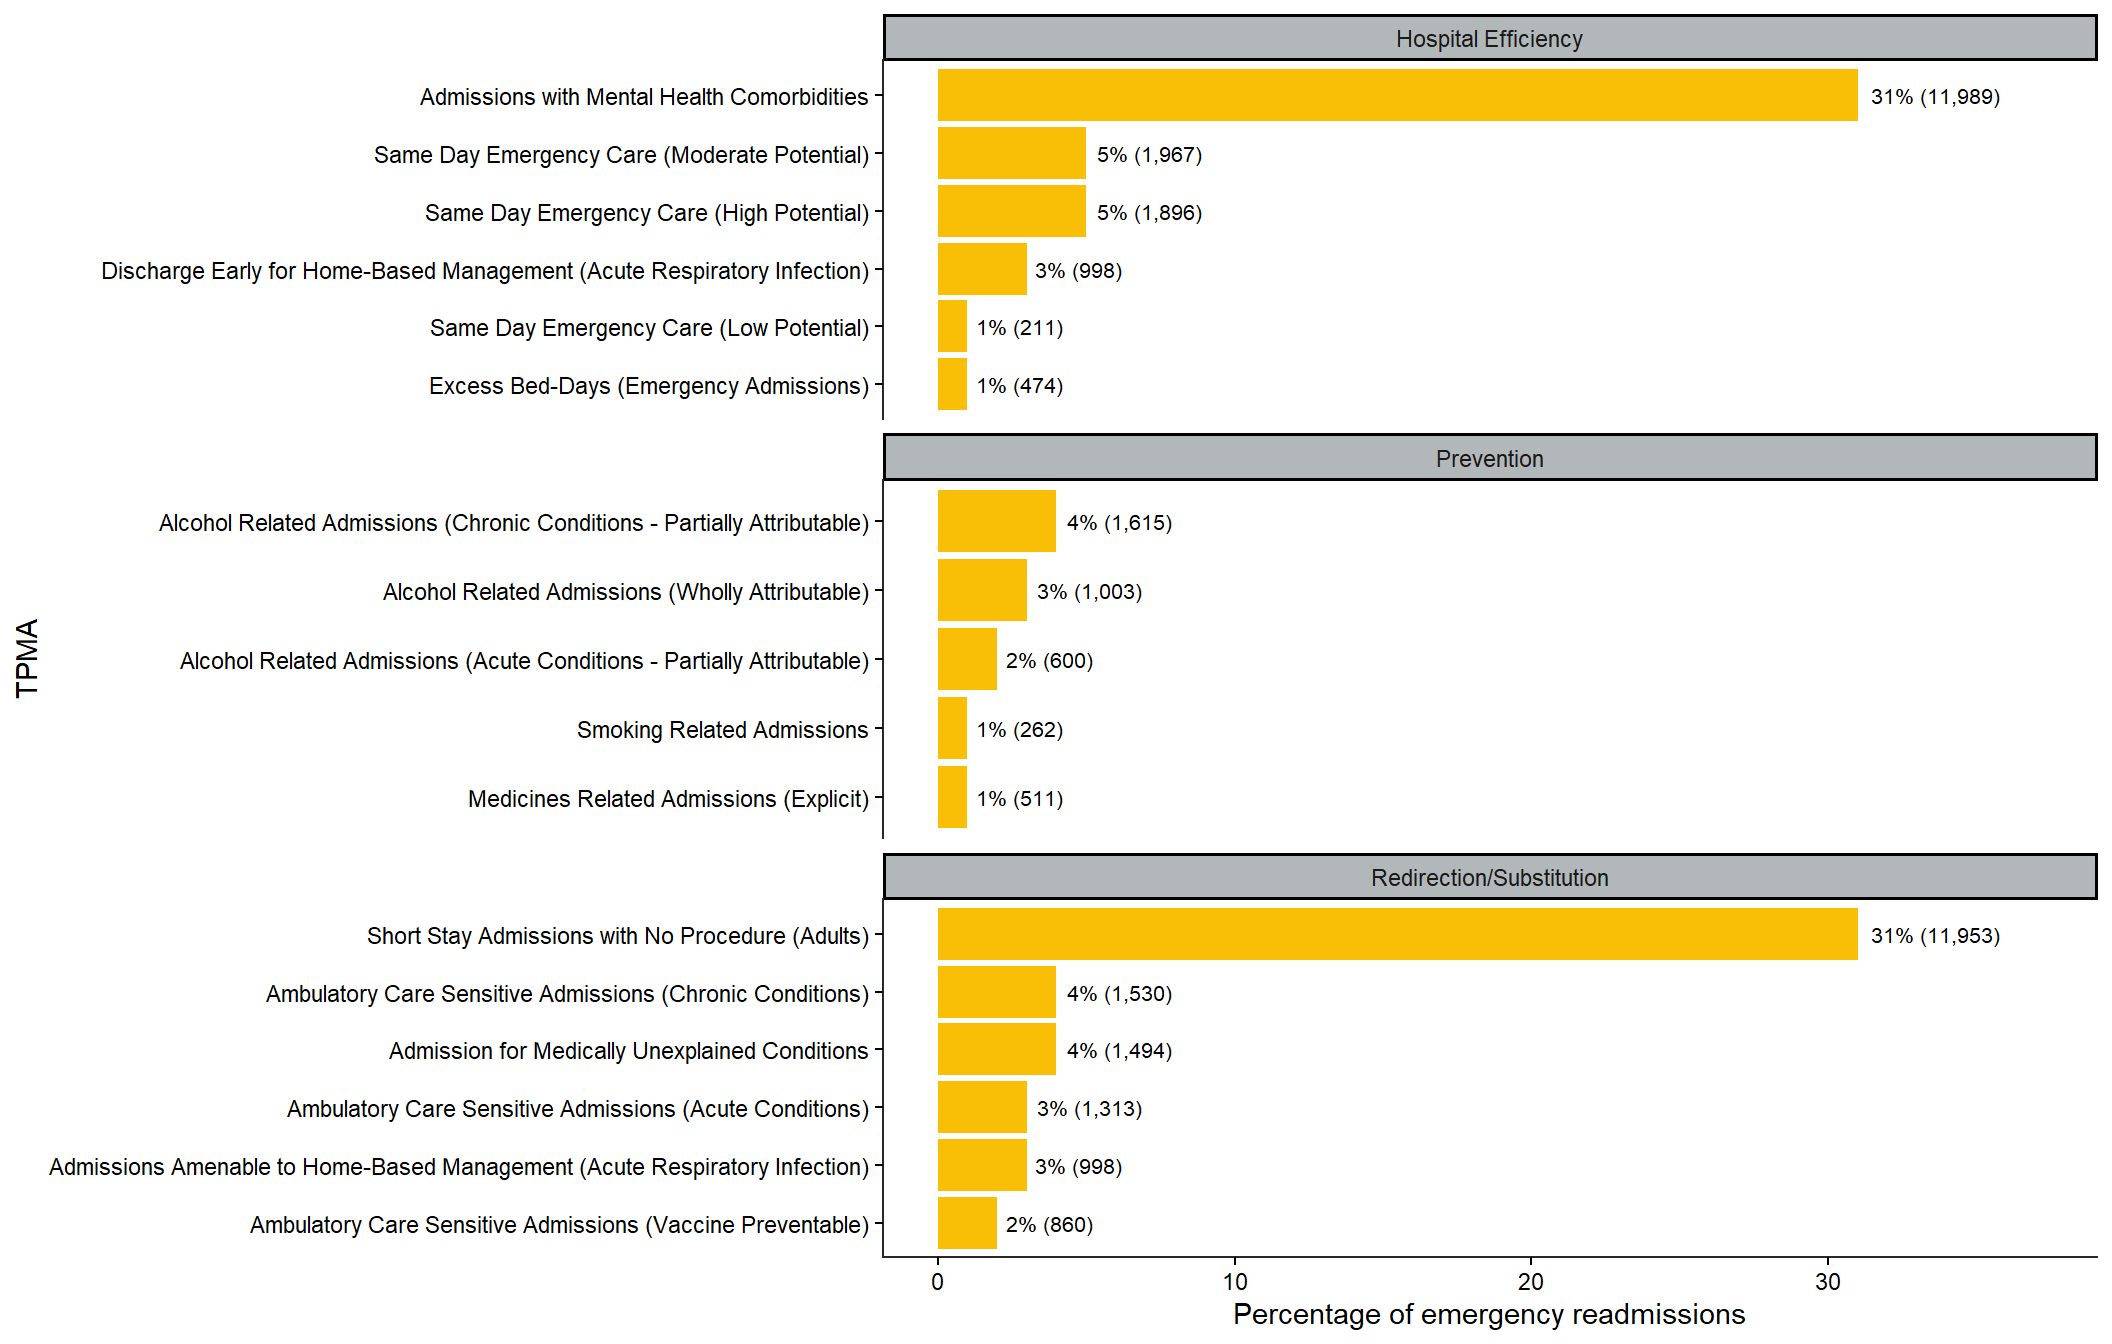 Hospital Efficiency
Admissions with Mental Health Comorbidities 31% (11,989)
Same Day Emergency Care (Moderate Potential) 5% (1,967)
Same Day Emergency Care (High Potential) 5% (1,896)
Discharge Early for Home-Based Management (Acute Respiratory Infection) 3% (998)
Same Day Emergency Care (Low Potential) 1% (211)
Excess Bed-Days (Emergency Admissions) 1% (474)
Prevention
Alcohol Related Admissions (Chronic Conditions - Partially Attributable) 4% (1,615)
Alcohol Related Admissions (Wholly Attributable) 3% (1,003)
Alcohol Related Admissions (Acute Conditions - Partially Attributable) 2% (600)
Smoking Related Admissions 1% (262)
Medicines Related Admissions (Explicit) 1% (511)
TPMA
Redirection/Substitution
Short Stay Admissions with No Procedure (Adults) 31% (11,953)
Ambulatory Care Sensitive Admissions (Chronic Conditions) 4% (1,530)
Admission for Medically Unexplained Conditions 4% (1,494)
Ambulatory Care Sensitive Admissions (Acute Conditions) 3% (1,313)
Admissions Amenable to Home-Based Management (Acute Respiratory Infection) 3% (998)
Ambulatory Care Sensitive Admissions (Vaccine Preventable) 2% (860)
0 10 20 30
Percentage of emergency readmissions